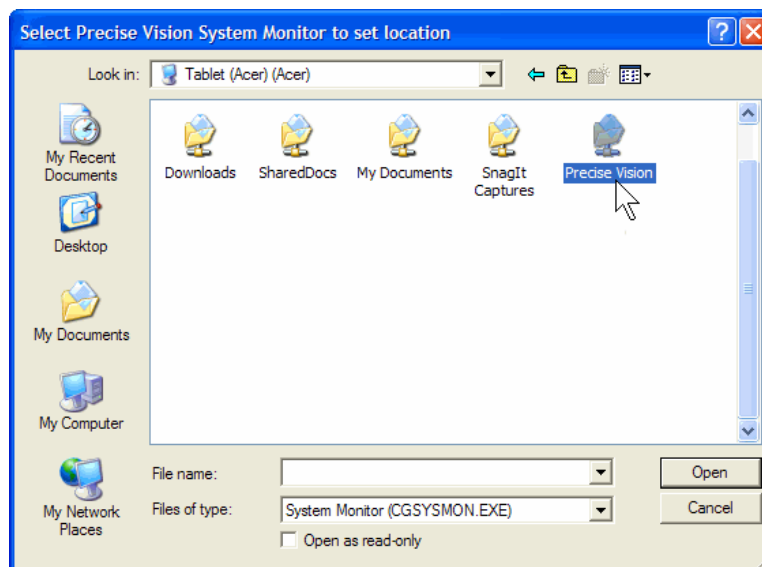 Select Precise Vision System Monitor to set location
Look in: Tablet (Acer) (Acer)
My Recent
Documents
Desktop
My Documents
My Computer
My Network
Places
Downloads SharedDocs My Documents SnagIt
Captures
Precise Vision
File name: Open
Files of type: System Monitor (CGSYSMON.EXE) Cancel
Open as read-only